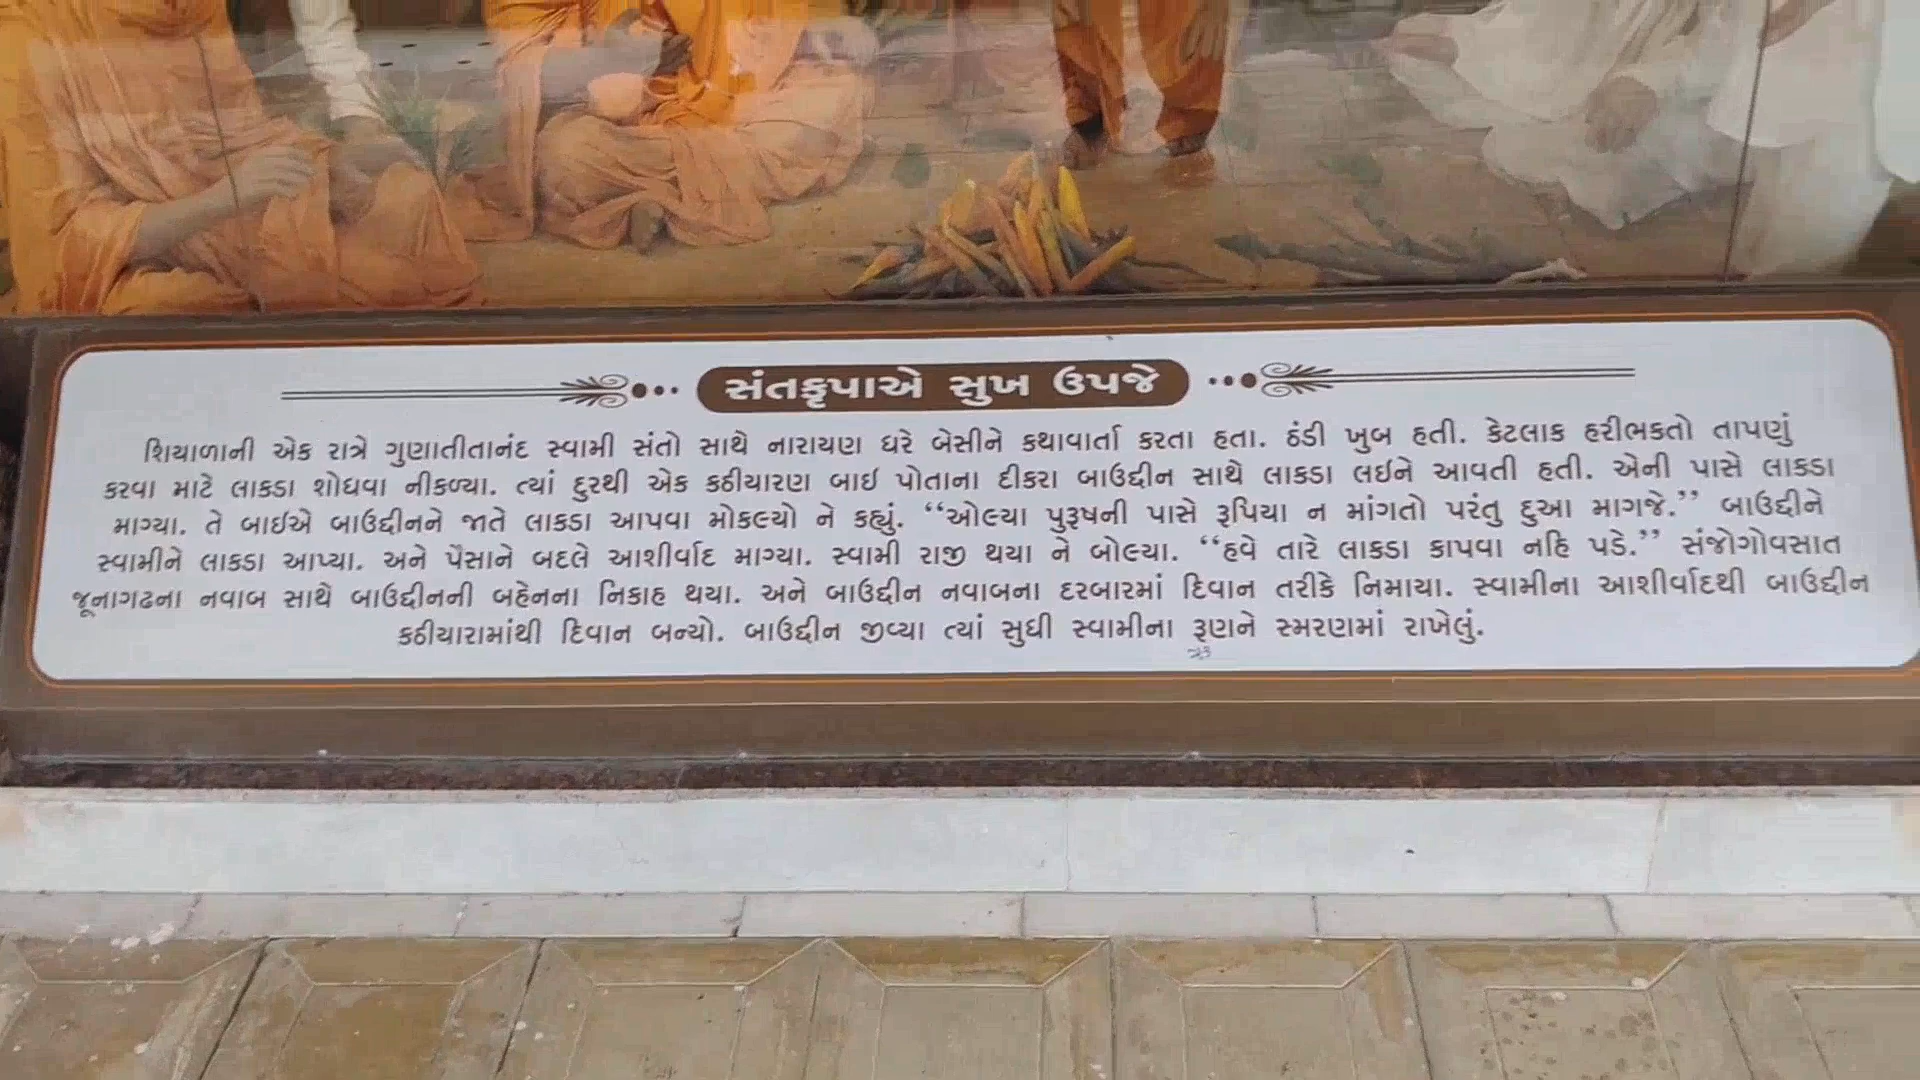 સંતકૃપાએ સુખ ઉપજે
શિયાળાની એક રાત્રે ગુણાતીતાનંદ સ્વામી સંતો સાથે નારાયણ ઘરે બેસીને કથાવાર્તા કરતા હતા. ઠંડી ખુબ હતી. કેટલાક હરીભકતો તાપણું
કરવા માટે લાકડા શોધવા નીકળ્યા. ત્યાં દુરથી એક કઠીયારણ બાઈ પોતાના દીકરા બાઉદ્દીન સાથે લાકડા લઈને આવતી હતી. એની પાસે લાકડા
માગ્યા. તે બાઈએ બાઉદ્દીનને જાતે લાકડા આપવા મોકલ્યો ને કહ્યું. “ઓલ્યા પુરૂષની પાસે રૂપિયા ન માંગતો પરંતુ દુઆ માગજે.” બાઉદ્દીને
સ્વામીને લાકડા આપ્યા. અને પૈસાને બદલે આશીર્વાદ માગ્યા. સ્વામી રાજી થયા ને બોલ્યા. “હવે તારે લાકડા કાપવા નહિ પડે.” સંજોગોવસાત
જૂનાગઢના નવાબ સાથે બાઉદ્દીનની બહેનના નિકાહ થયા. અને બાઉદ્દીન નવાબના દરબારમાં દિવાન તરીકે નિમાયા. સ્વામીના આશીર્વાદથી બાઉદ્દીન
કઠીયારામાંથી દિવાન બન્યો. બાઉદ્દીન જીવ્યા ત્યાં સુધી સ્વામીના રૂણને સ્મરણમાં રાખેલું.